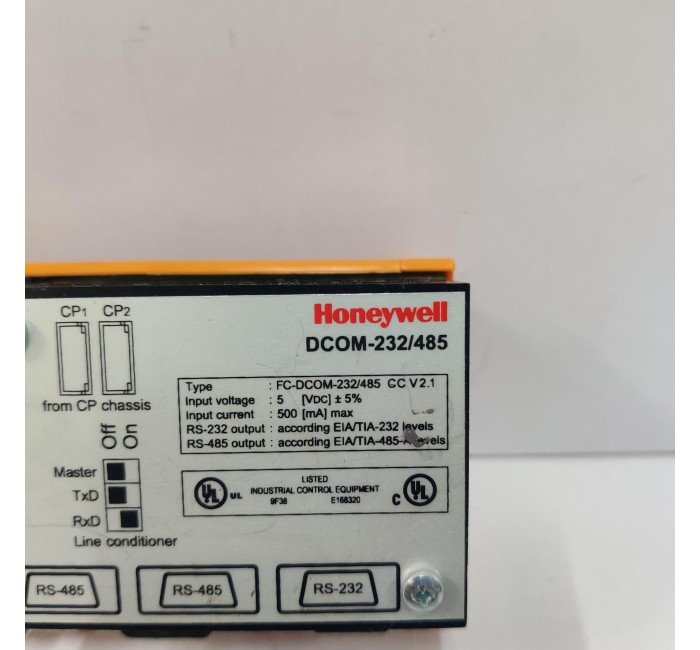 Honeywell
DCOM-232/485
CP1 CP2
from CP chassis
Type : FC-DCOM-232/485 CC V2.1
Input voltage : 5 [VDC] ± 5%
Input current : 500 [mA] max
RS-232 output : according EIA/TIA-232 levels
RS-485 output : according EIA/TIA-485-A levels
Off
On
Master
TxD
RxD
Line conditioner
UL UL
LISTED
INDUSTRIAL CONTROL EQUIPMENT
9F38 E168320
C UL
RS-485
RS-485
RS-232